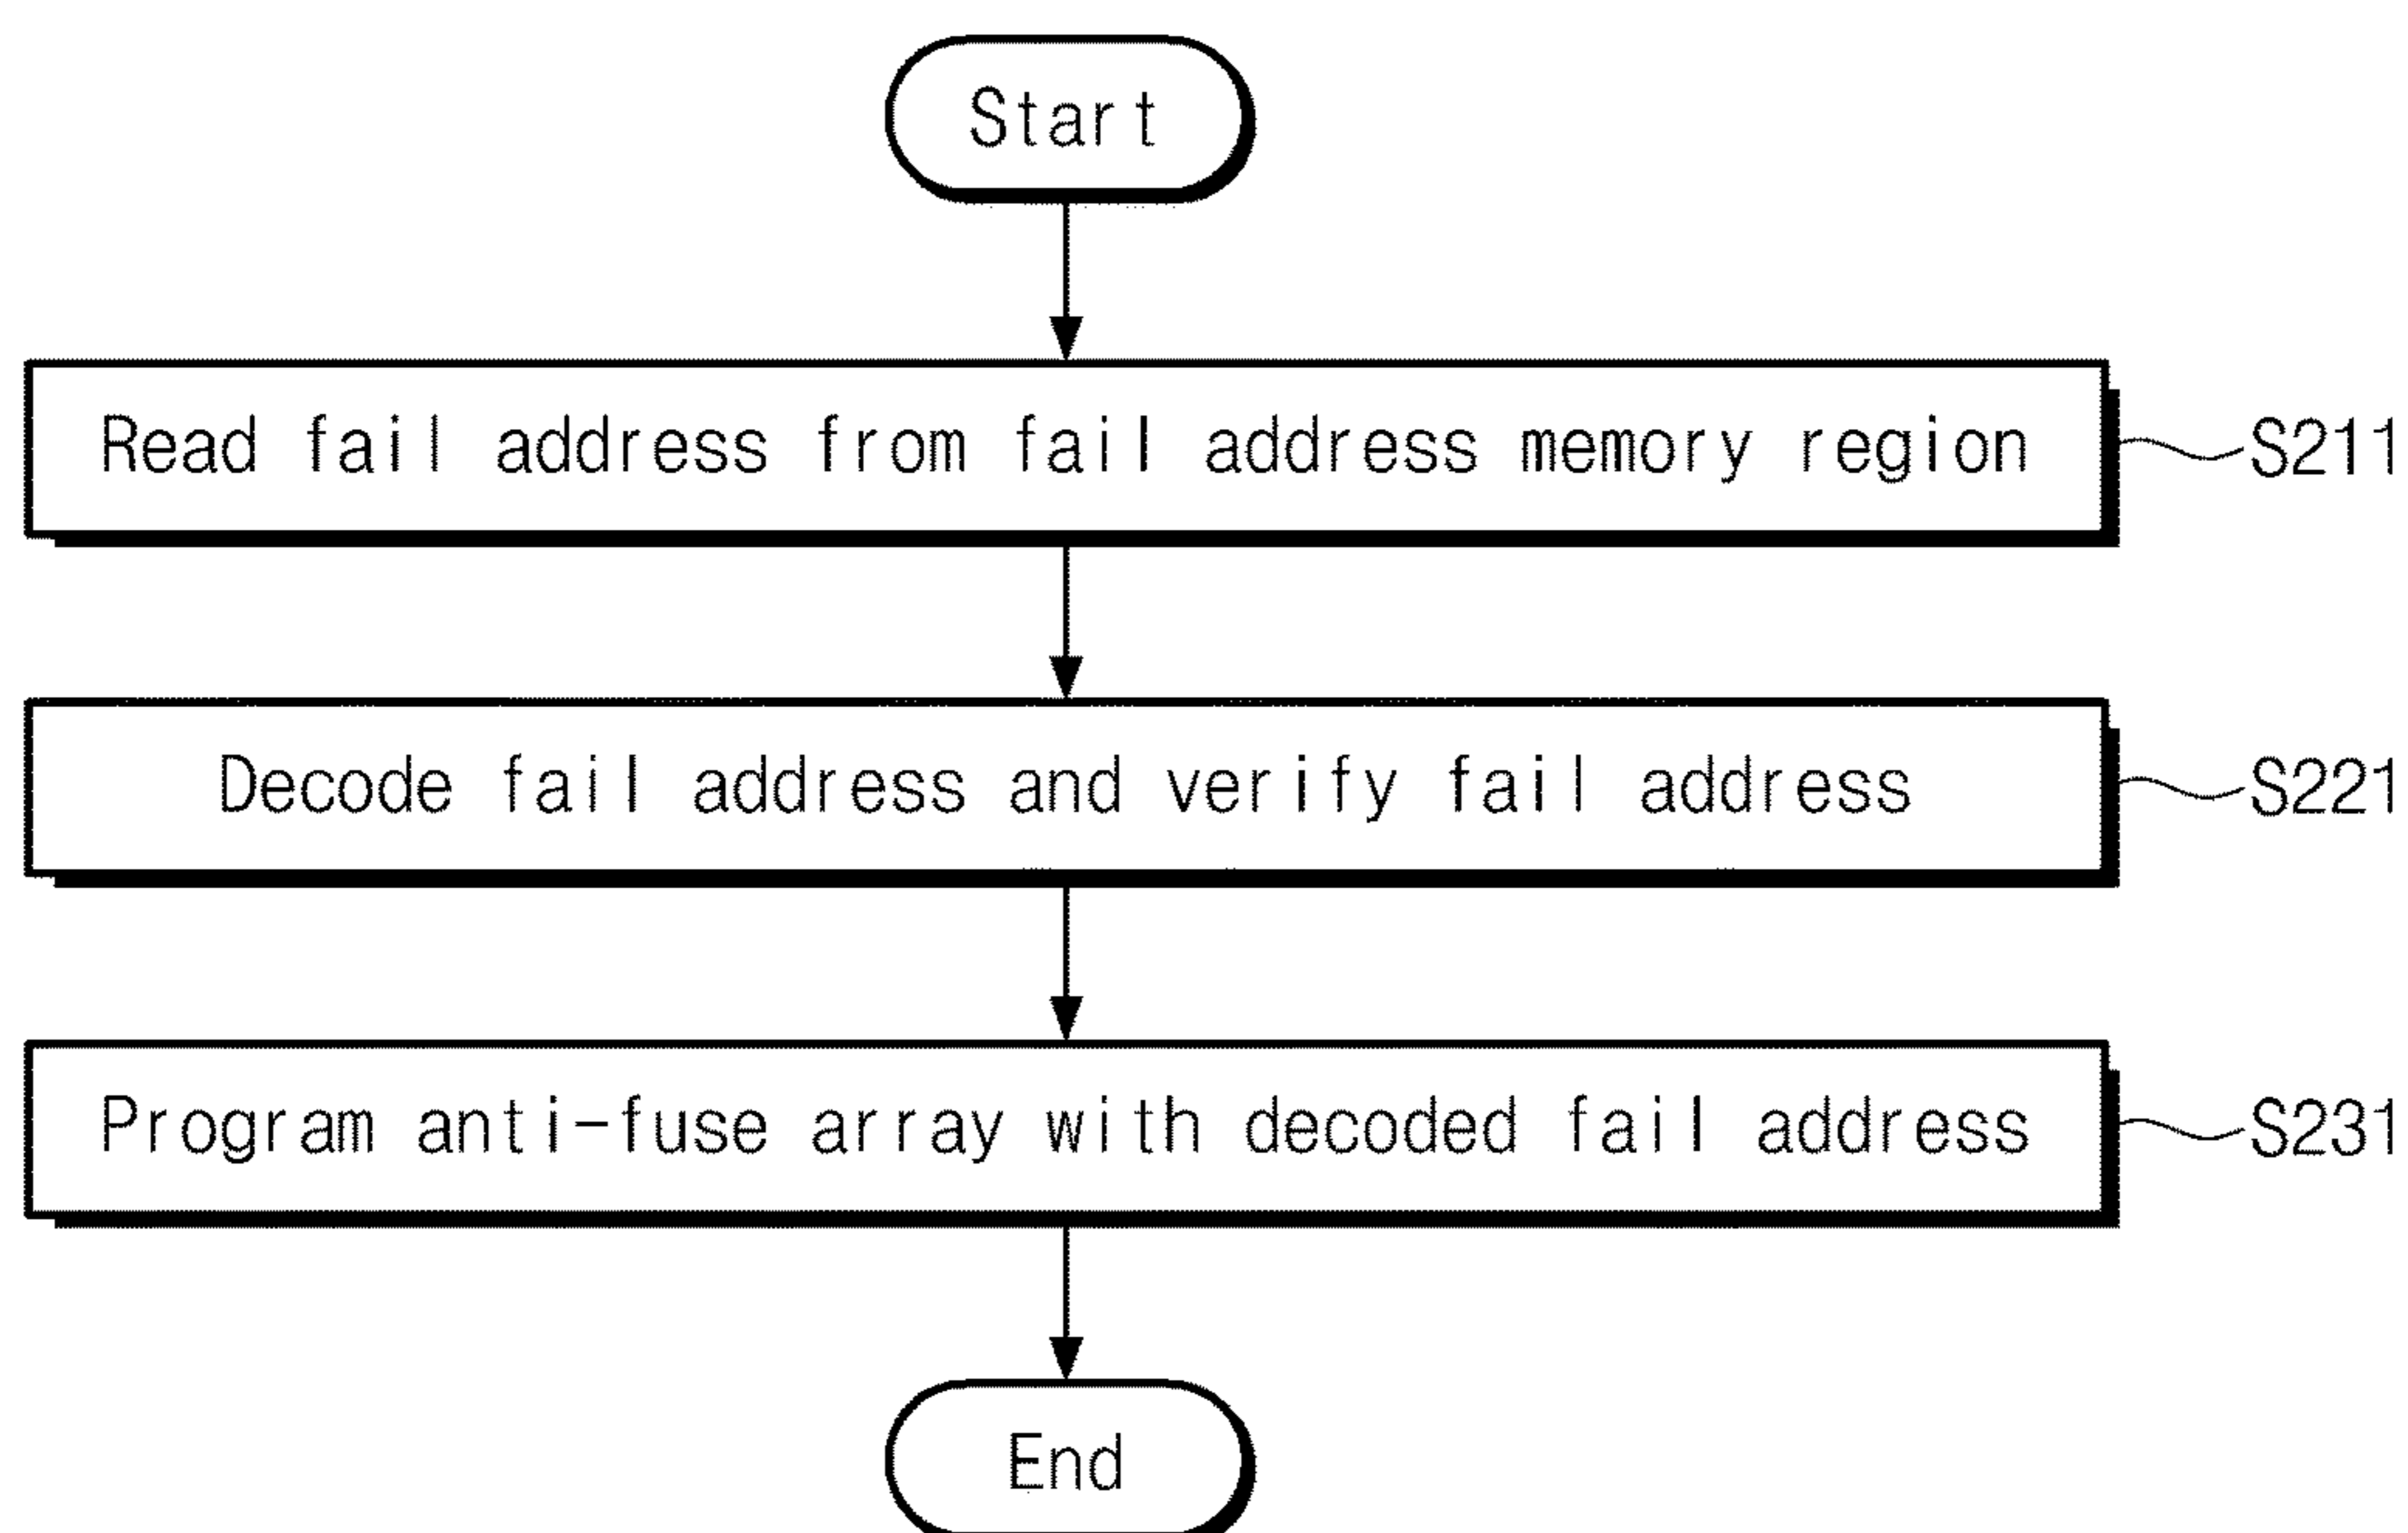 Start
Read fail address from fail address memory region
S211
Decode fail address and verify fail address
S221
Program anti-fuse array with decoded fail address
S231
End